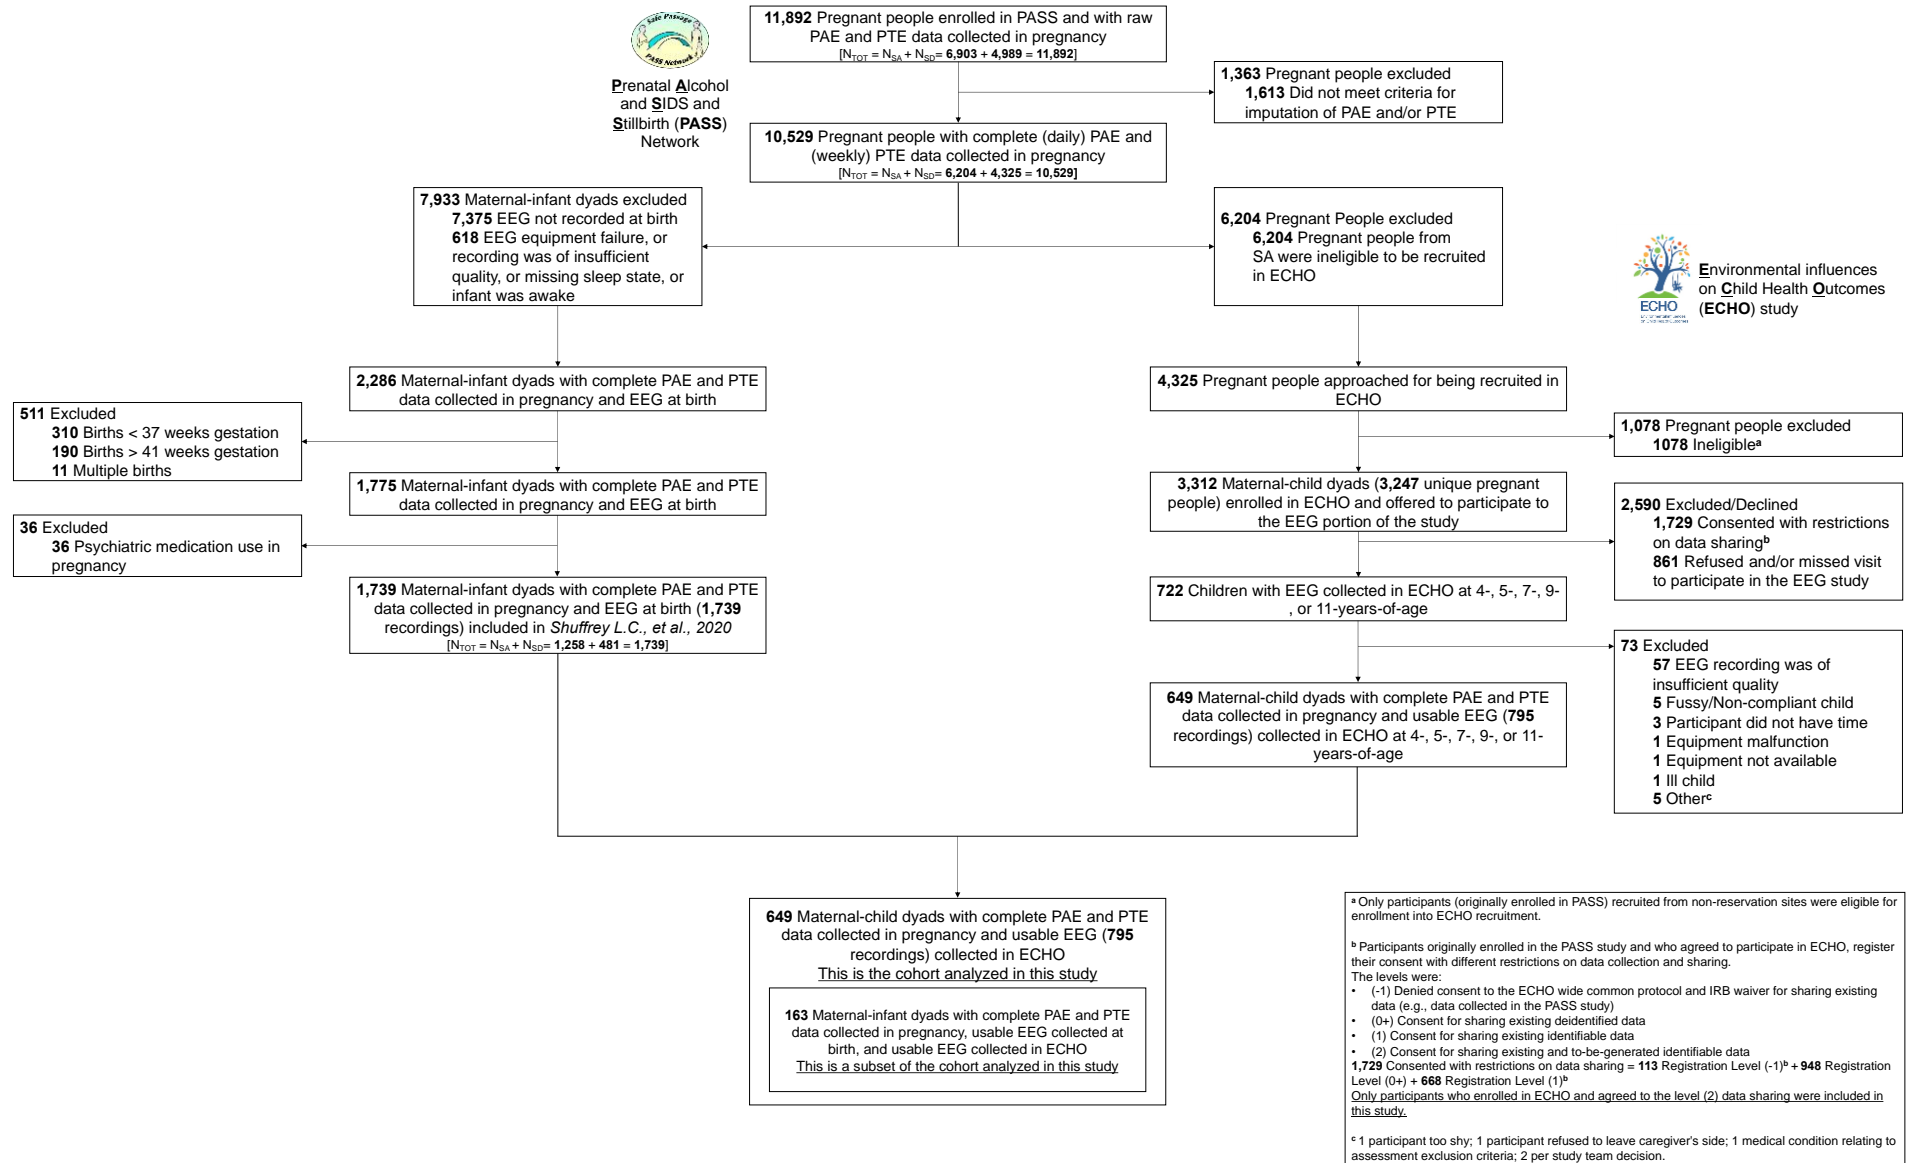 11,892 Pregnant people enrolled in PASS and with raw
PAE and PTE data collected in pregnancy
[NTOT = NSA + NSD= 6,903 + 4,989 = 11,892]
Safe Passage
PASS Network
Prenatal Alcohol
and SIDS and
Stillbirth (PASS)
Network
1,363 Pregnant people excluded
1,613 Did not meet criteria for
imputation of PAE and/or PTE
10,529 Pregnant people with complete (daily) PAE and
(weekly) PTE data collected in pregnancy
[NTOT = NSA + NSD= 6,204 + 4,325 = 10,529]
7,933 Maternal-infant dyads excluded
7,375 EEG not recorded at birth
618 EEG equipment failure, or
recording was of insufficient
quality, or missing sleep state, or
infant was awake
6,204 Pregnant People excluded
6,204 Pregnant people from
SA were ineligible to be recruited
in ECHO
ECHO
Environmental influences
on Child Health Outcomes
(ECHO) study
2,286 Maternal-infant dyads with complete PAE and PTE
data collected in pregnancy and EEG at birth
4,325 Pregnant people approached for being recruited in
ECHO
511 Excluded
310 Births < 37 weeks gestation
190 Births > 41 weeks gestation
11 Multiple births
1,078 Pregnant people excluded
1078 Ineligibleᵃ
1,775 Maternal-infant dyads with complete PAE and PTE
data collected in pregnancy and EEG at birth
3,312 Maternal-child dyads (3,247 unique pregnant
people) enrolled in ECHO and offered to participate to
the EEG portion of the study
36 Excluded
36 Psychiatric medication use in
pregnancy
2,590 Excluded/Declined
1,729 Consented with restrictions
on data sharingᵇ
861 Refused and/or missed visit
to participate in the EEG study
1,739 Maternal-infant dyads with complete PAE and PTE
data collected in pregnancy and EEG at birth (1,739
recordings) included in Shuffrey L.C., et al., 2020
[NTOT = NSA + NSD= 1,258 + 481 = 1,739]
722 Children with EEG collected in ECHO at 4-, 5-, 7-, 9-
, or 11-years-of-age
73 Excluded
57 EEG recording was of
insufficient quality
5 Fussy/Non-compliant child
3 Participant did not have time
1 Equipment malfunction
1 Equipment not available
1 Ill child
5 Otherᶜ
649 Maternal-child dyads with complete PAE and PTE
data collected in pregnancy and usable EEG (795
recordings) collected in ECHO at 4-, 5-, 7-, 9-, or 11-
years-of-age
649 Maternal-child dyads with complete PAE and PTE
data collected in pregnancy and usable EEG (795
recordings) collected in ECHO
This is the cohort analyzed in this study
163 Maternal-infant dyads with complete PAE and PTE
data collected in pregnancy, usable EEG collected at
birth, and usable EEG collected in ECHO
This is a subset of the cohort analyzed in this study
ᵃ Only participants (originally enrolled in PASS) recruited from non-reservation sites were eligible for
enrollment into ECHO recruitment.
ᵇ Participants originally enrolled in the PASS study and who agreed to participate in ECHO, register
their consent with different restrictions on data collection and sharing.
The levels were:
• (-1) Denied consent to the ECHO wide common protocol and IRB waiver for sharing existing
data (e.g., data collected in the PASS study)
• (0+) Consent for sharing existing deidentified data
• (1) Consent for sharing existing identifiable data
• (2) Consent for sharing existing and to-be-generated identifiable data
1,729 Consented with restrictions on data sharing = 113 Registration Level (-1)ᵇ + 948 Registration
Level (0+) + 668 Registration Level (1)ᵇ
Only participants who enrolled in ECHO and agreed to the level (2) data sharing were included in
this study.
ᶜ 1 participant too shy; 1 participant refused to leave caregiver's side; 1 medical condition relating to
assessment exclusion criteria; 2 per study team decision.